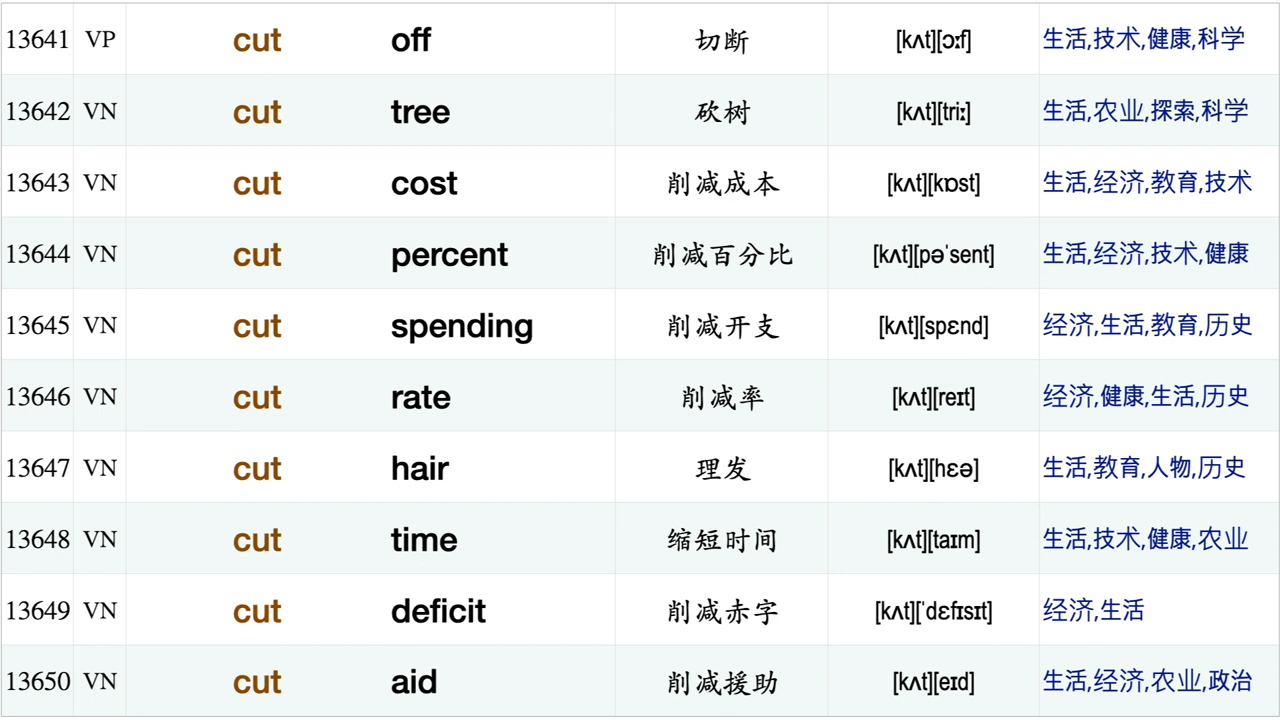 13641 VP cut off 切断 [kʌt][ɔːf] 生活,技术,健康,科学
13642 VN cut tree 砍树 [kʌt][triː] 生活,农业,探索,科学
13643 VN cut cost 削减成本 [kʌt][kɒst] 生活,经济,教育,技术
13644 VN cut percent 削减百分比 [kʌt][pəˈsent] 生活,经济,技术,健康
13645 VN cut spending 削减开支 [kʌt][spɛnd] 经济,生活,教育,历史
13646 VN cut rate 削减率 [kʌt][reɪt] 经济,健康,生活,历史
13647 VN cut hair 理发 [kʌt][hɛə] 生活,教育,人物,历史
13648 VN cut time 缩短时间 [kʌt][taɪm] 生活,技术,健康,农业
13649 VN cut deficit 削减赤字 [kʌt][ˈdɛfɪsɪt] 经济,生活
13650 VN cut aid 削减援助 [kʌt][eɪd] 生活,经济,农业,政治